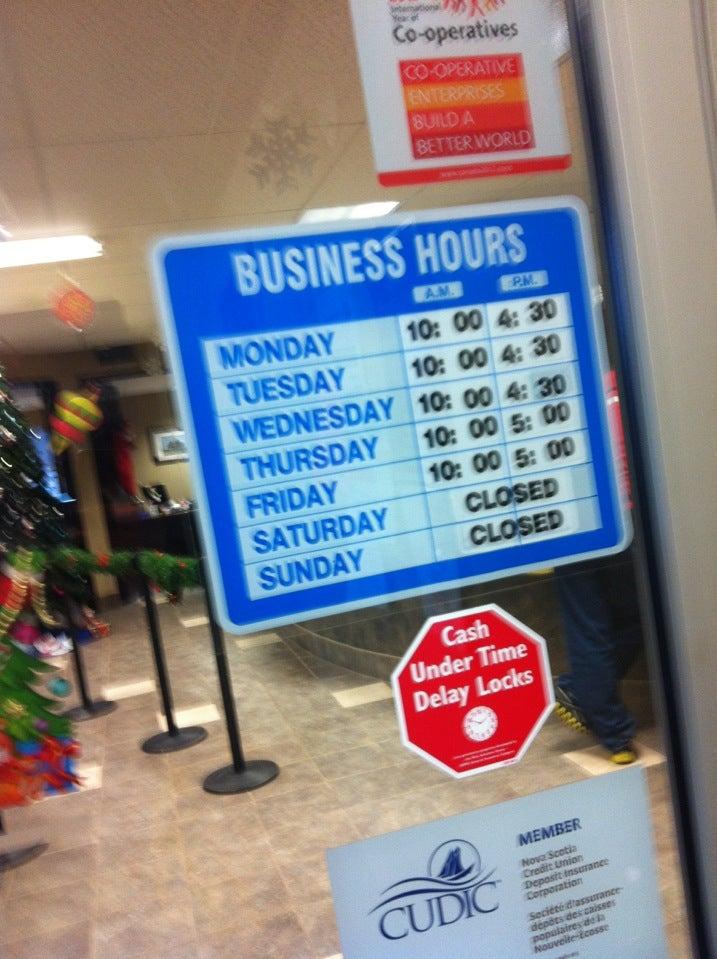 International
Year of
Co-operatives
CO-OPERATIVE
ENTERPRISES
BUILD A
BETTER WORLD
BUSINESS HOURS
A.M. P.M.
MONDAY 10: 00 4: 30
TUESDAY 10: 00 4: 30
WEDNESDAY 10: 00 4: 30
THURSDAY 10: 00 5: 00
FRIDAY 10: 00 5: 00
SATURDAY CLOSED
SUNDAY CLOSED
Cash
Under Time
Delay Locks
CUDIC
MEMBER
Nova Scotia
Credit Union
Deposit Insurance
Corporation
Société d'assurance-
dépôts des caisses
populaires de la
Nouvelle-Écosse